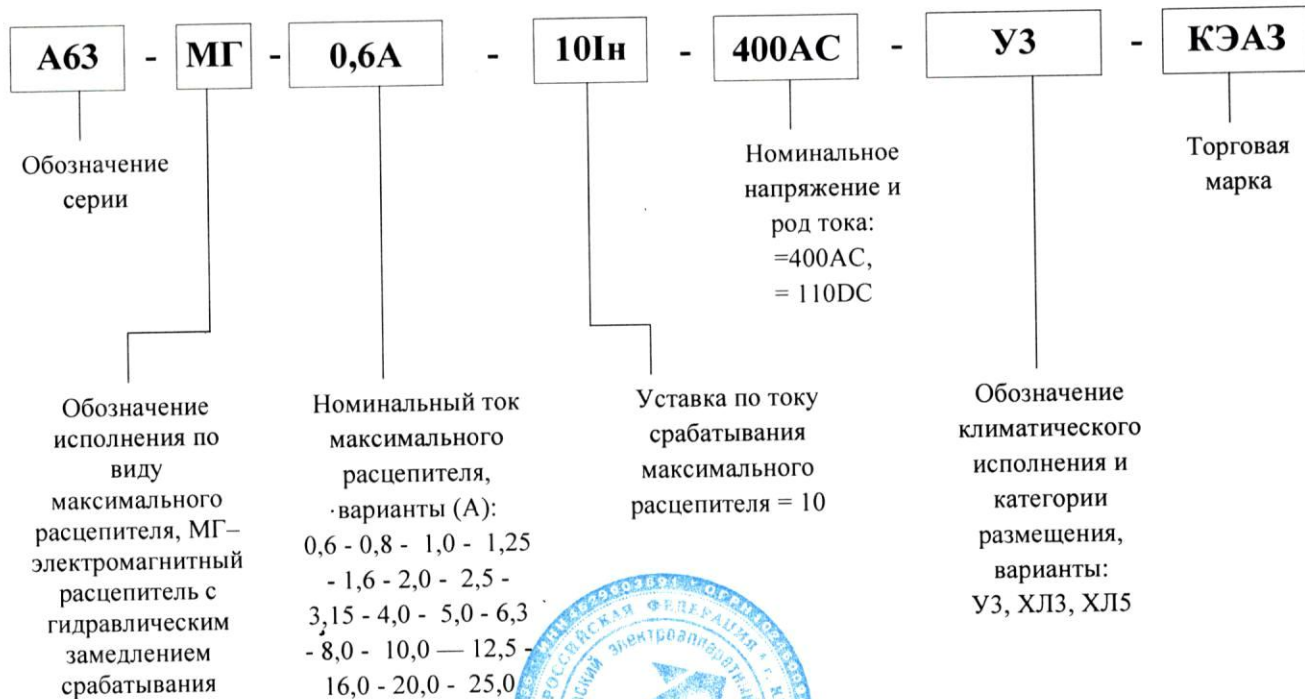 А63 - МГ - 0,6А - 10Iн - 400АС - У3 - КЭАЗ
Обозначение
серии
Номинальное
напряжение и
род тока:
=400АС,
= 110DC
Торговая
марка
Обозначение
исполнения по
виду
максимального
расцепителя, МГ–
электромагнитный
расцепитель с
гидравлическим
замедлением
срабатывания
Номинальный ток
максимального
расцепителя,
варианты (А):
0,6 - 0,8 - 1,0 - 1,25
- 1,6 - 2,0 - 2,5 -
3,15 - 4,0 - 5,0 - 6,3
- 8,0 - 10,0 — 12,5 -
16,0 - 20,0 - 25,0
Уставка по току
срабатывания
максимального
расцепителя = 10
Обозначение
климатического
исполнения и
категории
размещения,
варианты:
У3, ХЛ3, ХЛ5
РОССИЙСКАЯ ФЕДЕРАЦИЯ